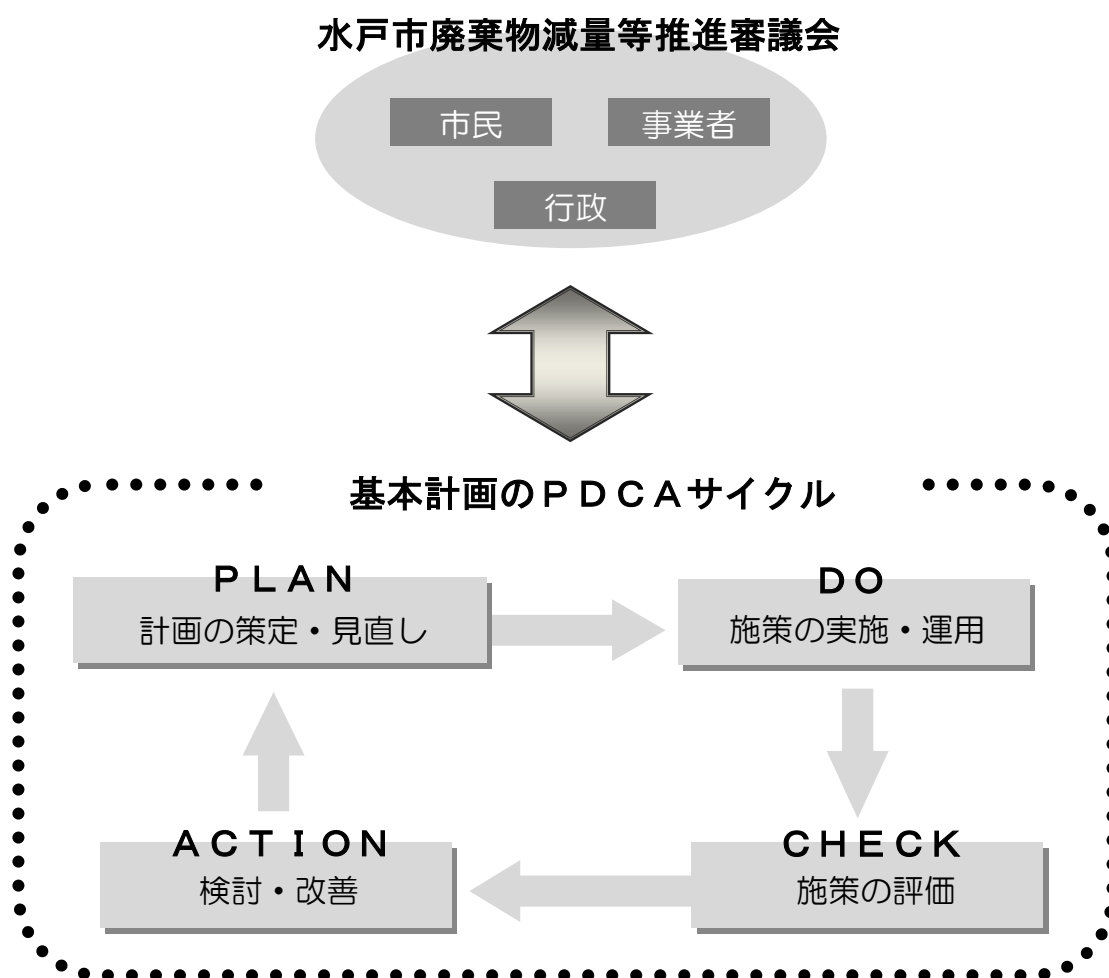 水戸市廃棄物減量等推進審議会
市民
事業者
行政
基本計画のＰＤＣＡサイクル
ＰＬＡＮ
計画の策定・見直し
ＤＯ
施策の実施・運用
ＡＣＴＩＯＮ
検討・改善
ＣＨＥＣＫ
施策の評価